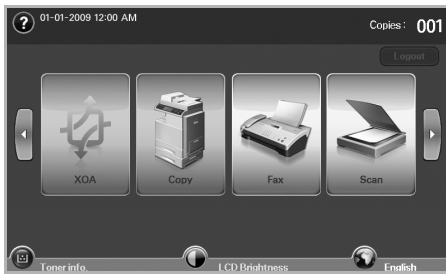 ?
01-01-2009 12:00 AM
Copies : 001
Logout
XOA Copy Fax Scan
Toner info. LCD Brightness English